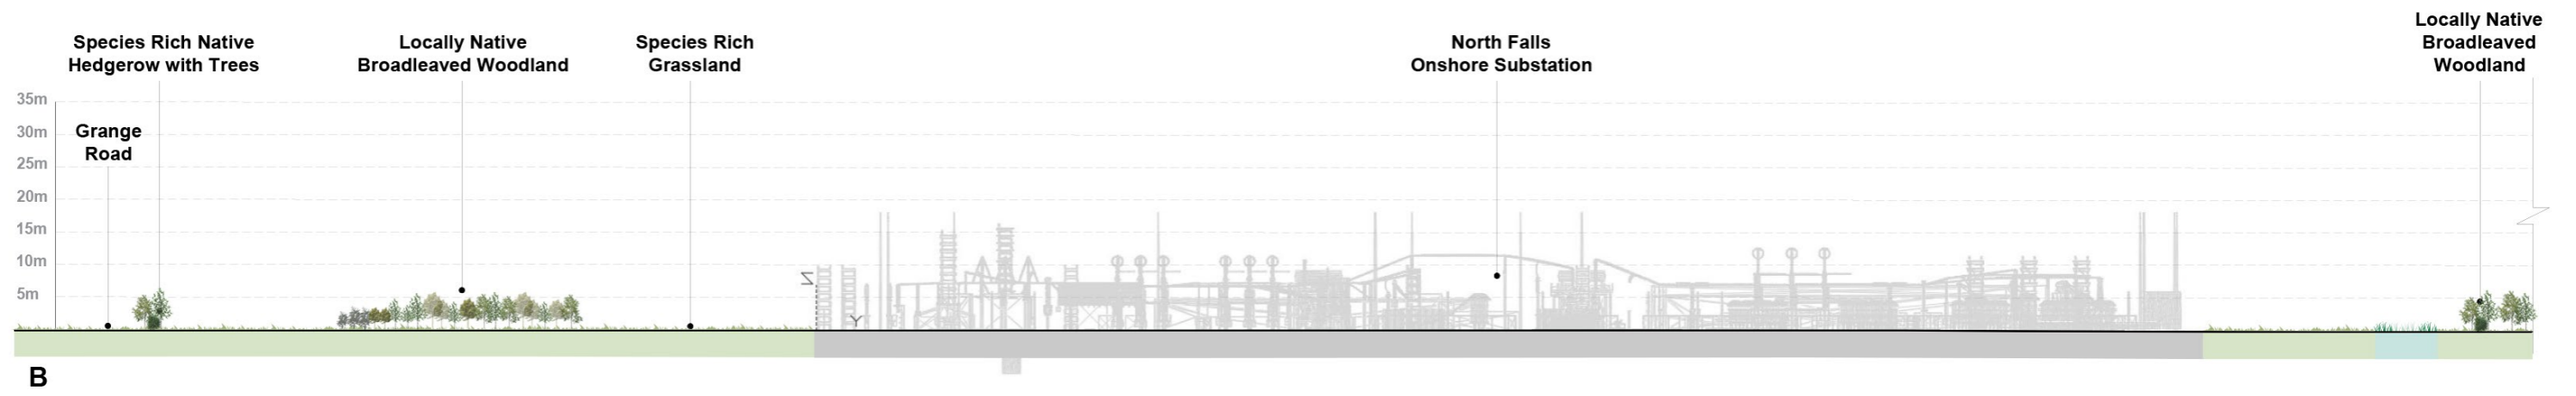 Species Rich Native
Hedgerow with Trees
Locally Native
Broadleaved Woodland
Species Rich
Grassland
North Falls
Onshore Substation
Locally Native
Broadleaved
Woodland
35m
30m
25m
20m
15m
10m
5m
Grange
Road
Z
Y
B